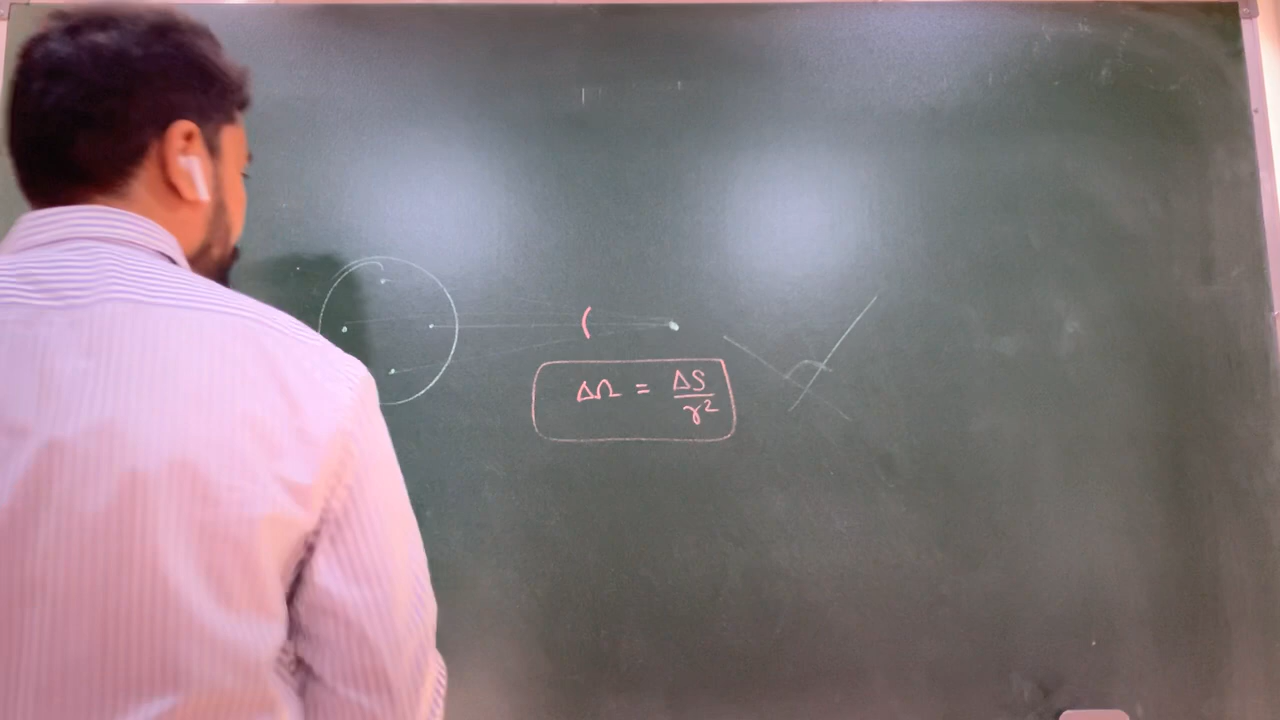 ΔΩ = ΔS/r²